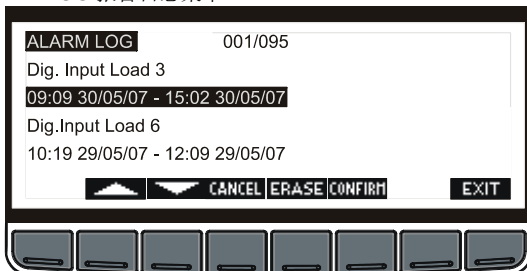 ALARM LOG 001/095
Dig. Input Load 3
09:09 30/05/07 - 15:02 30/05/07
Dig.Input Load 6
10:19 29/05/07 - 12:09 29/05/07
CANCEL ERASE CONFIRM EXIT